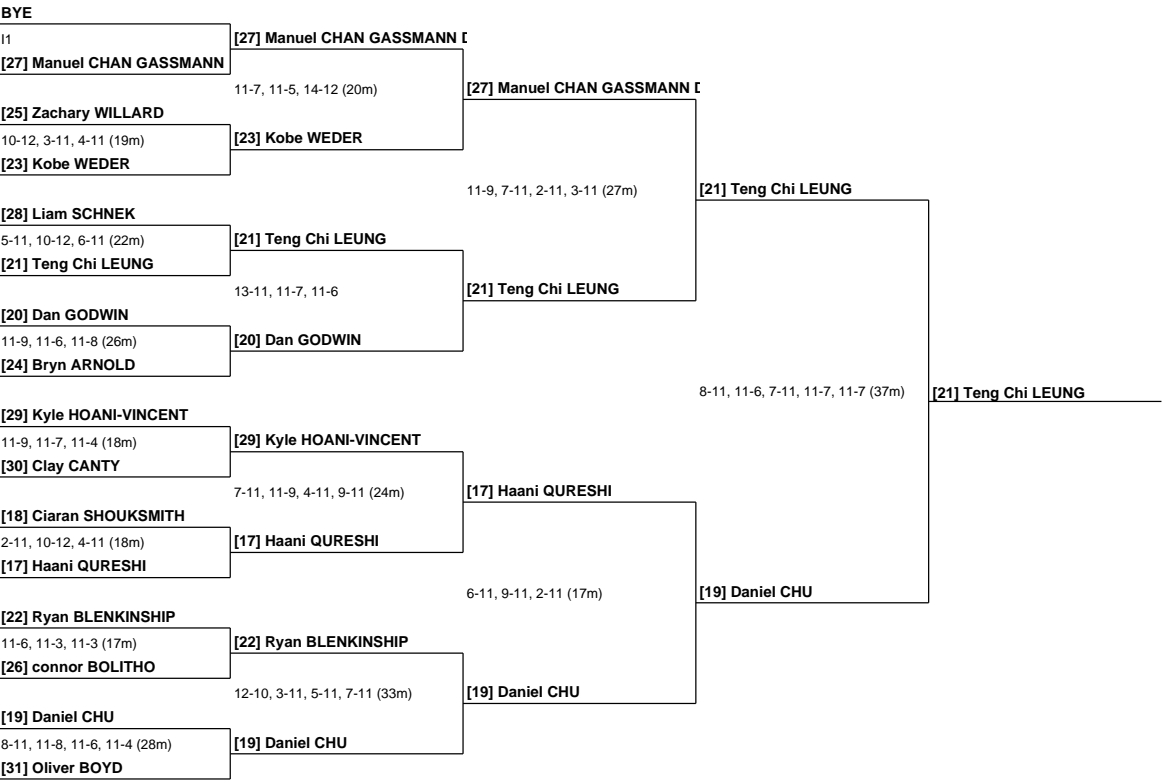 BYE
I1
[27] Manuel CHAN GASSMANN
[25] Zachary WILLARD
10-12, 3-11, 4-11 (19m)
[23] Kobe WEDER
[28] Liam SCHNEK
5-11, 10-12, 6-11 (22m)
[21] Teng Chi LEUNG
[20] Dan GODWIN
11-9, 11-6, 11-8 (26m)
[24] Bryn ARNOLD
[29] Kyle HOANI-VINCENT
11-9, 11-7, 11-4 (18m)
[30] Clay CANTY
[18] Ciaran SHOUKSMITH
2-11, 10-12, 4-11 (18m)
[17] Haani QURESHI
[22] Ryan BLENKINSHIP
11-6, 11-3, 11-3 (17m)
[26] connor BOLITHO
[19] Daniel CHU
8-11, 11-8, 11-6, 11-4 (28m)
[31] Oliver BOYD
[27] Manuel CHAN GASSMANN D
11-7, 11-5, 14-12 (20m)
[23] Kobe WEDER
[21] Teng Chi LEUNG
13-11, 11-7, 11-6
[20] Dan GODWIN
[29] Kyle HOANI-VINCENT
7-11, 11-9, 4-11, 9-11 (24m)
[17] Haani QURESHI
[22] Ryan BLENKINSHIP
12-10, 3-11, 5-11, 7-11 (33m)
[19] Daniel CHU
[27] Manuel CHAN GASSMANN D
11-9, 7-11, 2-11, 3-11 (27m)
[21] Teng Chi LEUNG
[17] Haani QURESHI
6-11, 9-11, 2-11 (17m)
[19] Daniel CHU
[21] Teng Chi LEUNG
8-11, 11-6, 7-11, 11-7, 11-7 (37m)
[19] Daniel CHU
[21] Teng Chi LEUNG